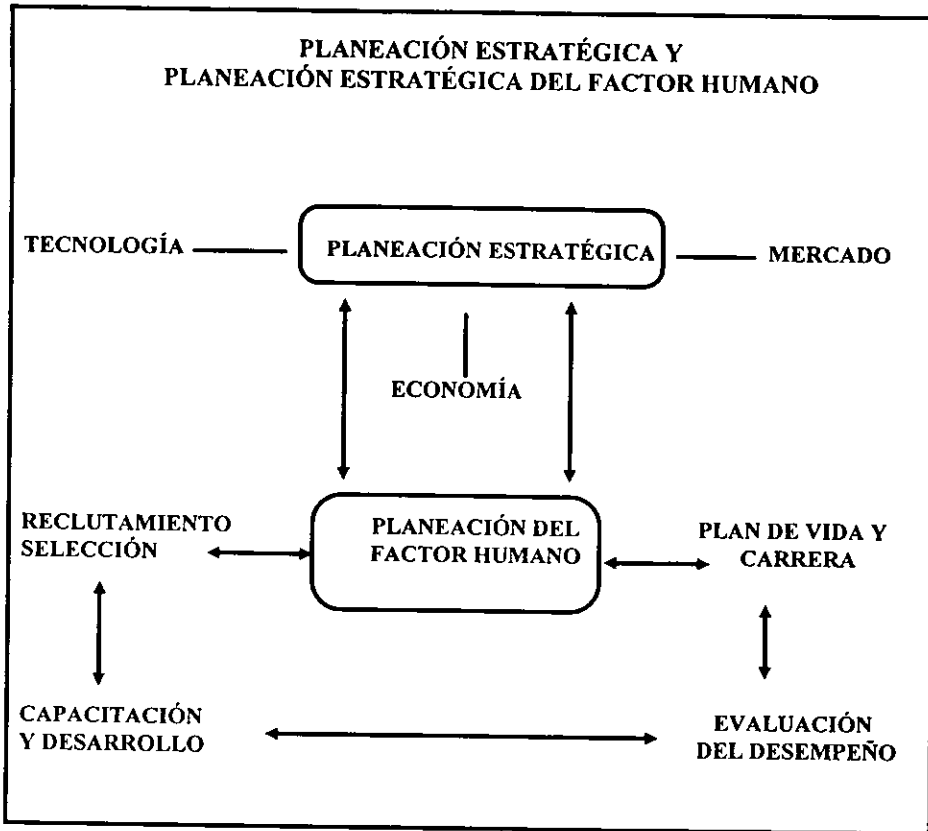 PLANEACIÓN ESTRATÉGICA Y
PLANEACIÓN ESTRATÉGICA DEL FACTOR HUMANO
TECNOLOGÍA
PLANEACIÓN ESTRATÉGICA
MERCADO
ECONOMÍA
RECLUTAMIENTO
SELECCIÓN
PLANEACIÓN DEL
FACTOR HUMANO
PLAN DE VIDA Y
CARRERA
CAPACITACIÓN
Y DESARROLLO
EVALUACIÓN
DEL DESEMPEÑO